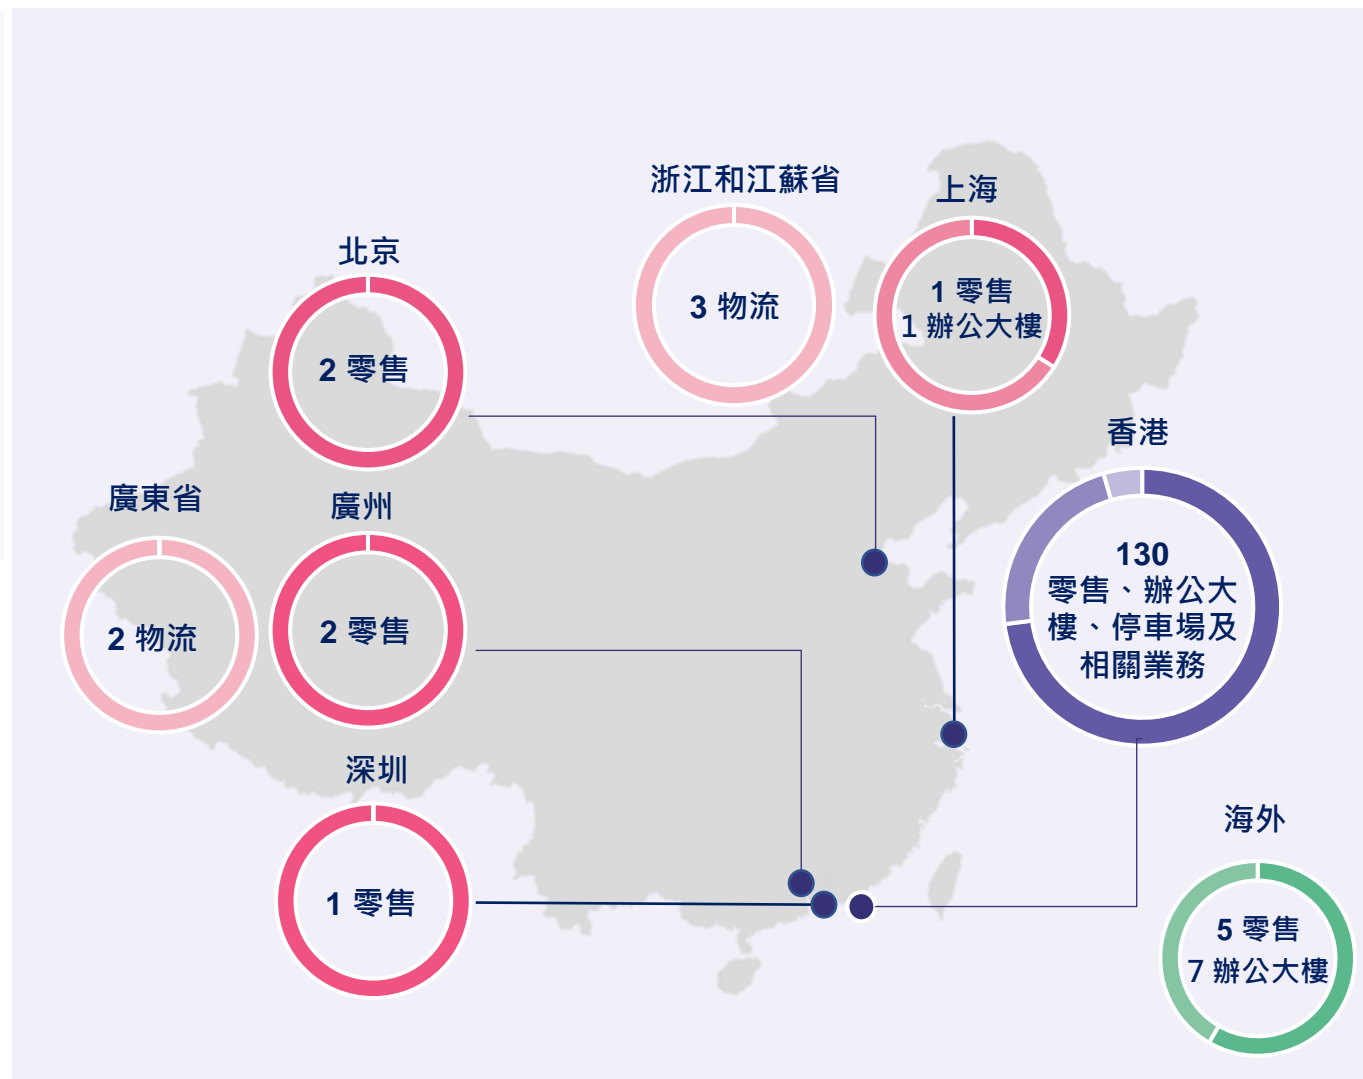 浙江和江蘇省
3 物流
上海
1 零售
1 辦公大樓
北京
2 零售
香港
130
零售、辦公大
樓、停車場及
相關業務
廣東省
2 物流
廣州
2 零售
深圳
1 零售
海外
5 零售
7 辦公大樓